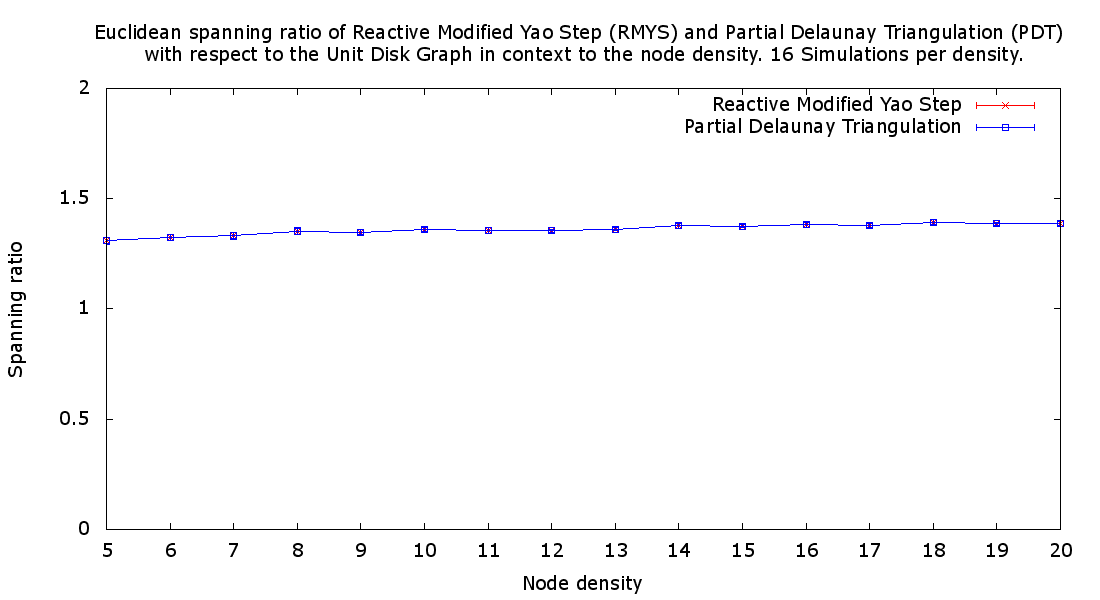 Euclidean spanning ratio of Reactive Modified Yao Step (RMYS) and Partial Delaunay Triangulation (PDT)
with respect to the Unit Disk Graph in context to the node density. 16 Simulations per density.
Reactive Modified Yao Step
Partial Delaunay Triangulation
2
1.5
1
0.5
0
Spanning ratio
5 6 7 8 9 10 11 12 13 14 15 16 17 18 19 20
Node density